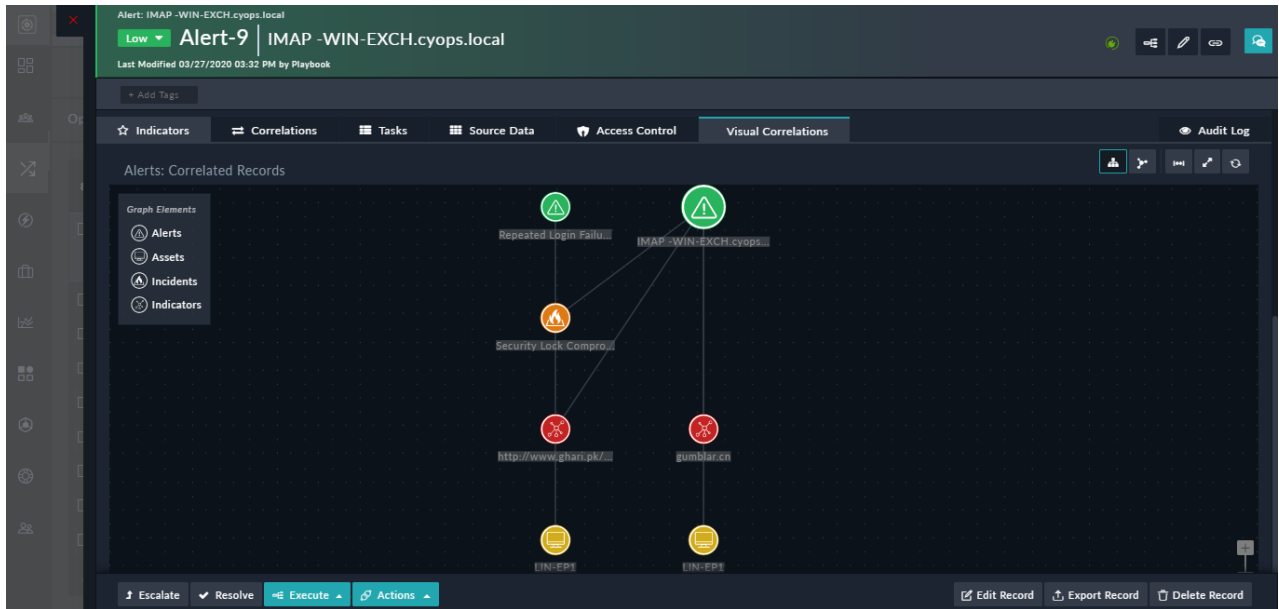 Alert: IMAP -WIN-EXCH.cyops.local
Low Alert-9 IMAP -WIN-EXCH.cyops.local
Last Modified 03/27/2020 03:32 PM by Playbook
+ Add Tags
Op
Indicators Correlations Tasks Source Data Access Control Visual Correlations Audit Log
Alerts: Correlated Records
Graph Elements
Alerts
Assets
Incidents
Indicators
Repeated Login Failu...
IMAP -WIN-EXCH.cyops...
Security Lock Compro...
http://www.ghari.pk/...
gumblar.cn
LIN-EP1
LIN-EP1
Escalate Resolve Execute Actions Edit Record Export Record Delete Record